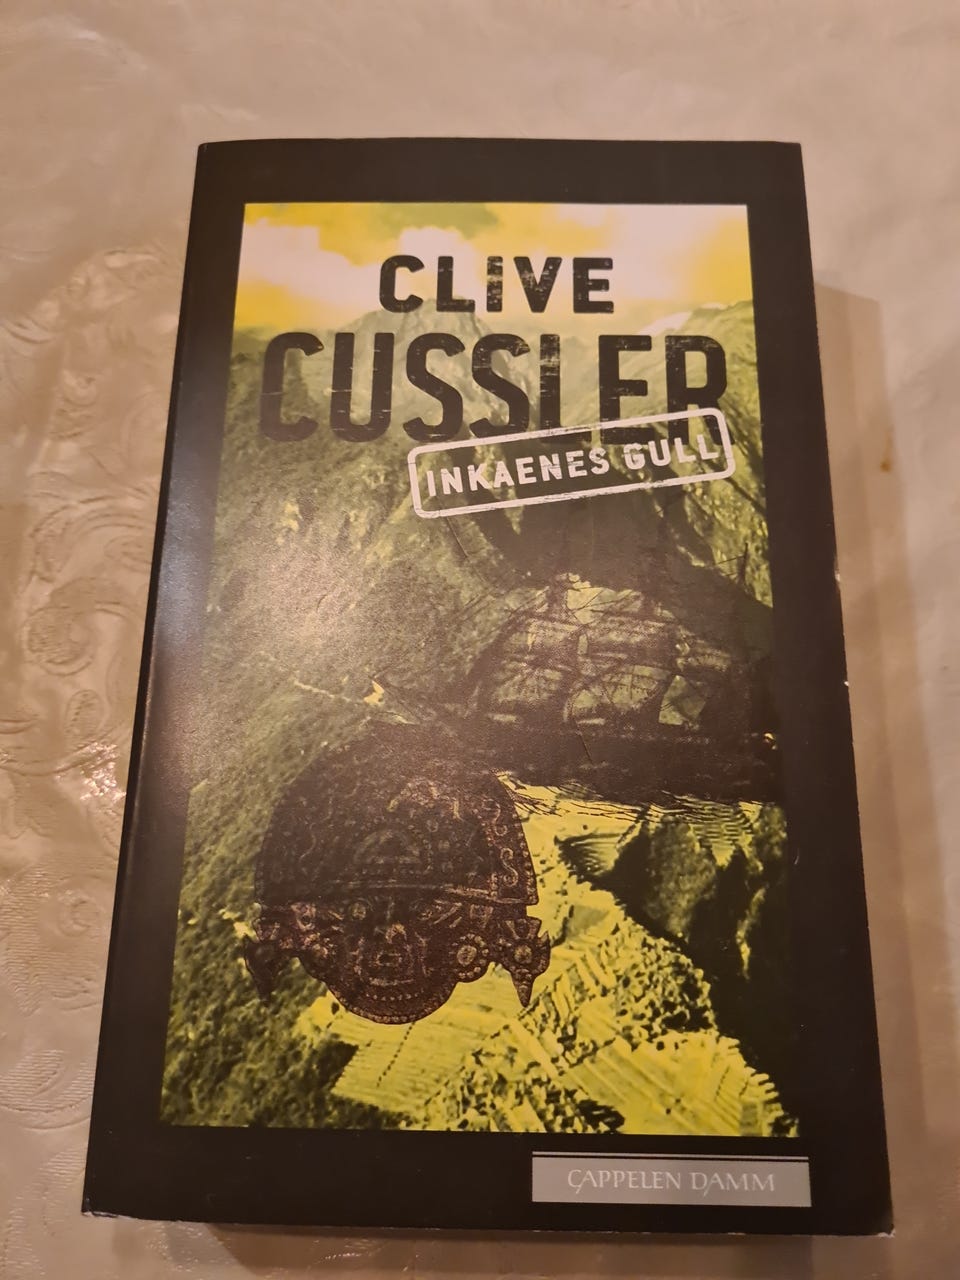 CLIVE
CUSSLER
INKAENES GULL
CAPPELEN DAMM